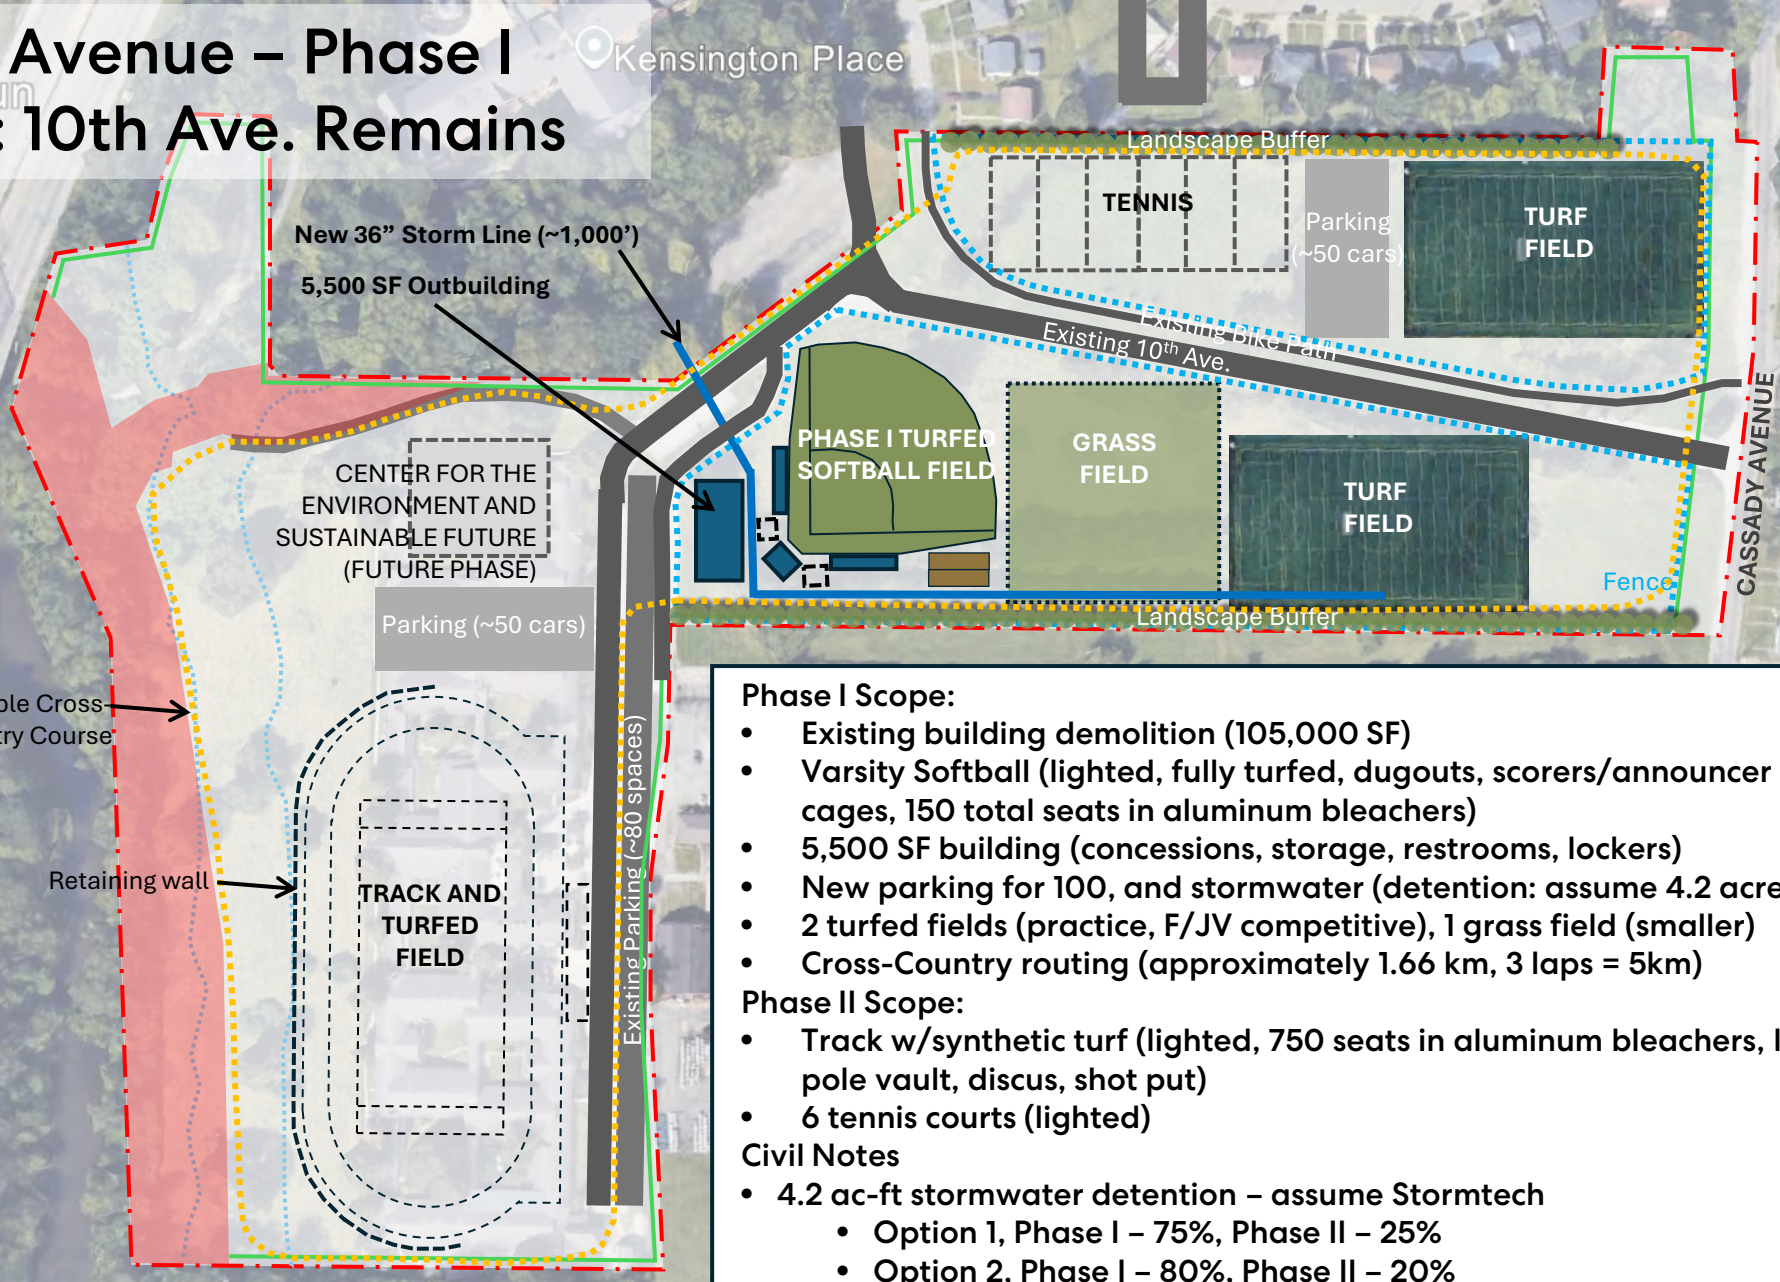 Avenue – Phase I
: 10th Ave. Remains
Kensington Place
un
Landscape Buffer
TENNIS
Parking
(~50 cars)
TURF
FIELD
New 36” Storm Line (~1,000’)
5,500 SF Outbuilding
Existing Bike Path
Existing 10th Ave.
CASSADY AVENUE
PHASE I TURFED
SOFTBALL FIELD
GRASS
FIELD
TURF
FIELD
Fence
Landscape Buffer
CENTER FOR THE
ENVIRONMENT AND
SUSTAINABLE FUTURE
(FUTURE PHASE)
Parking (~50 cars)
ble Cross-
try Course
Retaining wall
TRACK AND
TURFED
FIELD
Existing Parking (~80 spaces)
Phase I Scope:
• Existing building demolition (105,000 SF)
• Varsity Softball (lighted, fully turfed, dugouts, scorers/announcer
cages, 150 total seats in aluminum bleachers)
• 5,500 SF building (concessions, storage, restrooms, lockers)
• New parking for 100, and stormwater (detention: assume 4.2 acre
• 2 turfed fields (practice, F/JV competitive), 1 grass field (smaller)
• Cross-Country routing (approximately 1.66 km, 3 laps = 5km)
Phase II Scope:
• Track w/synthetic turf (lighted, 750 seats in aluminum bleachers,
pole vault, discus, shot put)
• 6 tennis courts (lighted)
Civil Notes
• 4.2 ac-ft stormwater detention – assume Stormtech
• Option 1, Phase I – 75%, Phase II – 25%
• Option 2, Phase I – 80%, Phase II – 20%